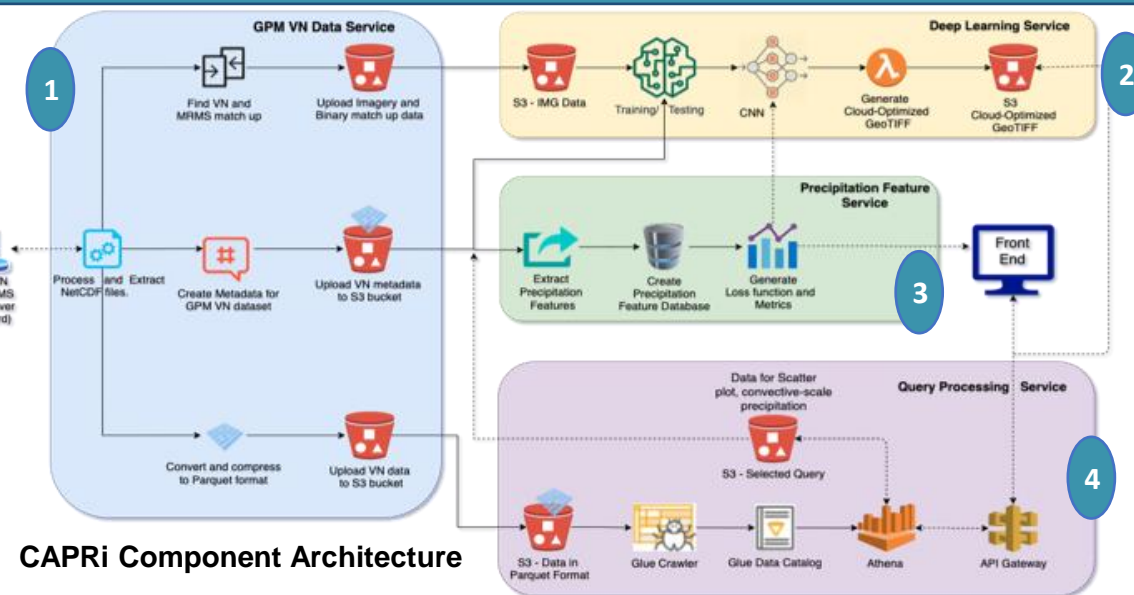 GPM VN Data Service
1
Find VN and
MRMS match up
Upload Imagery and
Binary match up data
Process and Extract
NetCDF files.
Create Metadata for
GPM VN dataset
Upload VN metadata
to S3 bucket
Convert and compress
to Parquet format
Upload VN data
to S3 bucket
Deep Learning Service
2
S3 - IMG Data
Training/ Testing
CNN
Generate
Cloud-Optimized
GeoTIFF
S3
Cloud-Optimized
GeoTIFF
Precipitation Feature
Service
Extract
Precipitation
Features
Create
Precipitation
Feature Database
Generate
Loss function and
Metrics
3
Front
End
Data for Scatter
plot, convective-scale
precipitation
Query Processing Service
S3 - Selected Query
4
S3 - Data in
Parquet Format
Glue Crawler
Glue Data Catalog
Athena
API Gateway
CAPRi Component Architecture